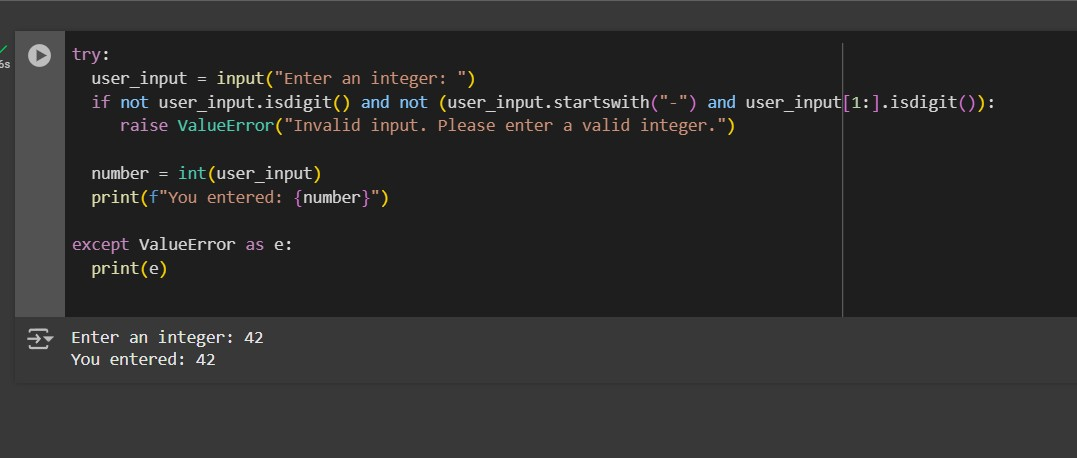 6s
try:
  user_input = input("Enter an integer: ")
  if not user_input.isdigit() and not (user_input.startswith("-") and user_input[1:].isdigit()):
     raise ValueError("Invalid input. Please enter a valid integer.")
  number = int(user_input)
  print(f"You entered: {number}")
except ValueError as e:
  print(e)
Enter an integer: 42
You entered: 42